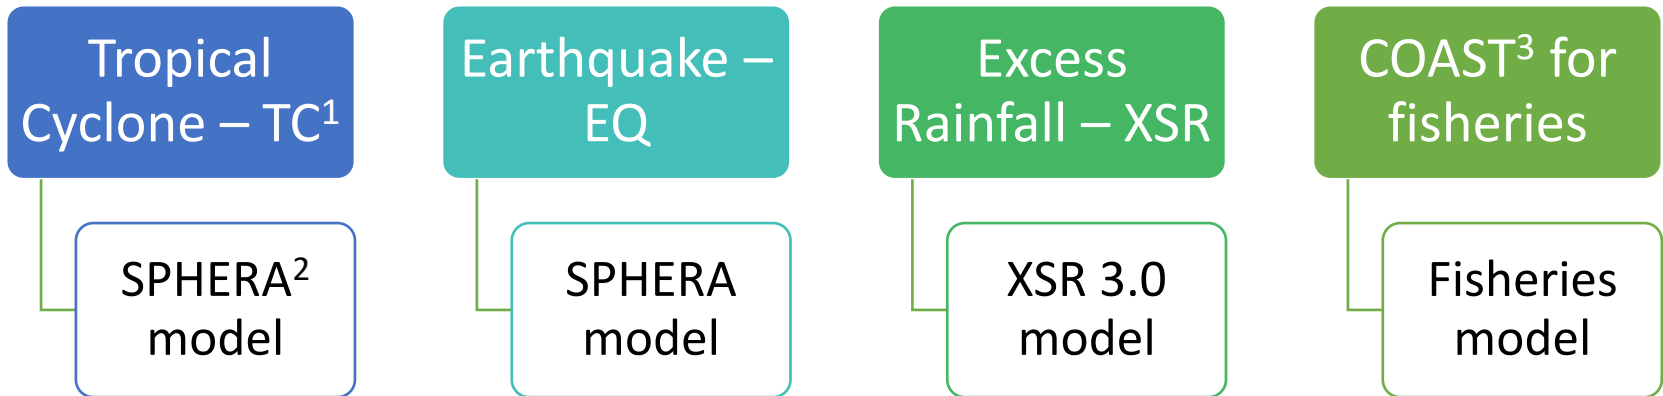 Tropical
Cyclone – TC¹
SPHERA²
model
Earthquake –
EQ
SPHERA
model
Excess
Rainfall – XSR
XSR 3.0
model
COAST³ for
fisheries
Fisheries
model